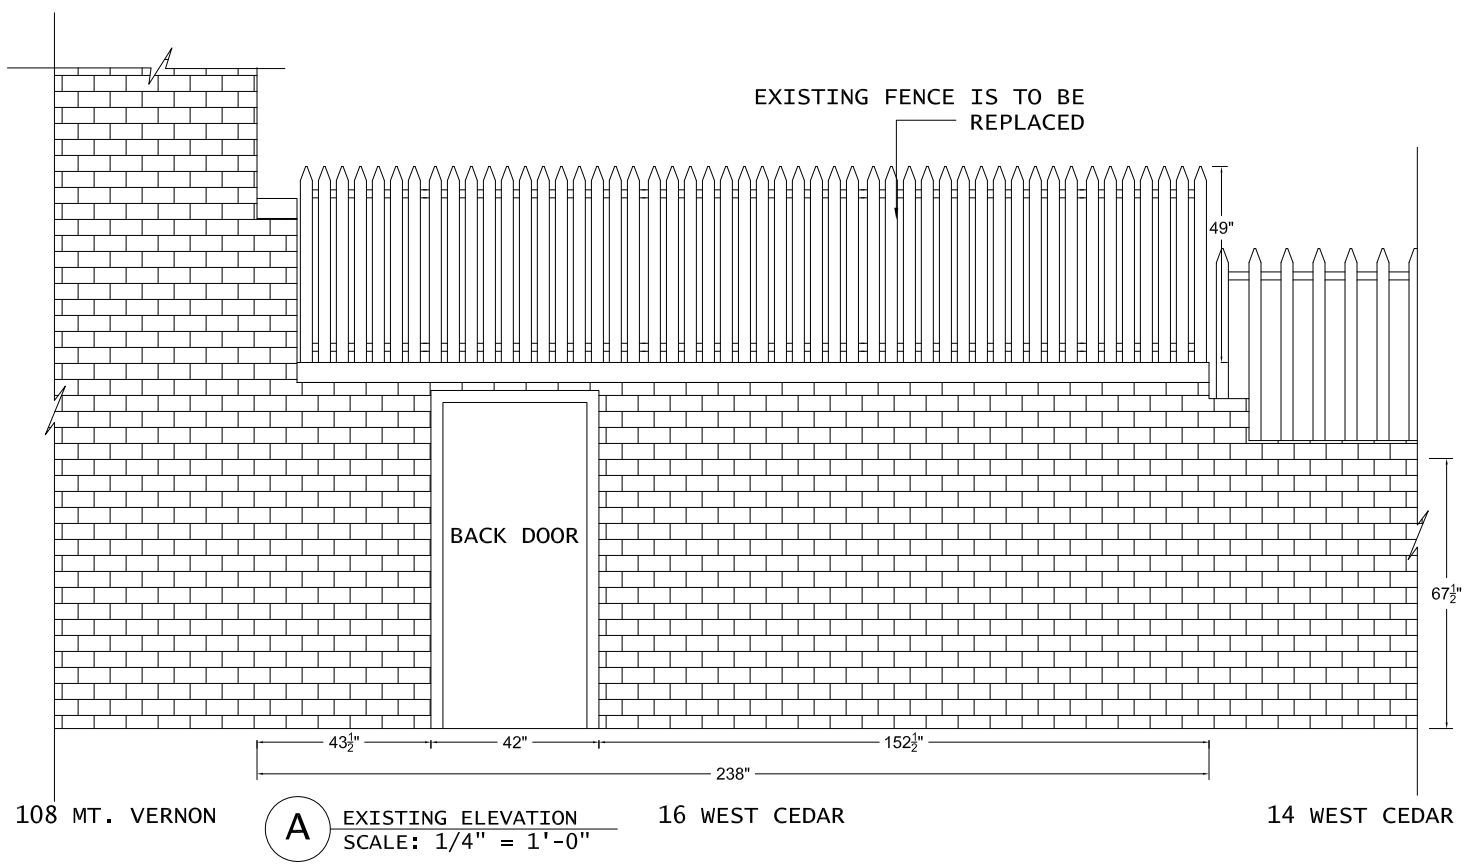 EXISTING FENCE IS TO BE
REPLACED
49"
BACK DOOR
67½"
43½"
42"
152½"
238"
108 MT. VERNON
A
EXISTING ELEVATION
SCALE: 1/4" = 1'-0"
16 WEST CEDAR
14 WEST CEDAR